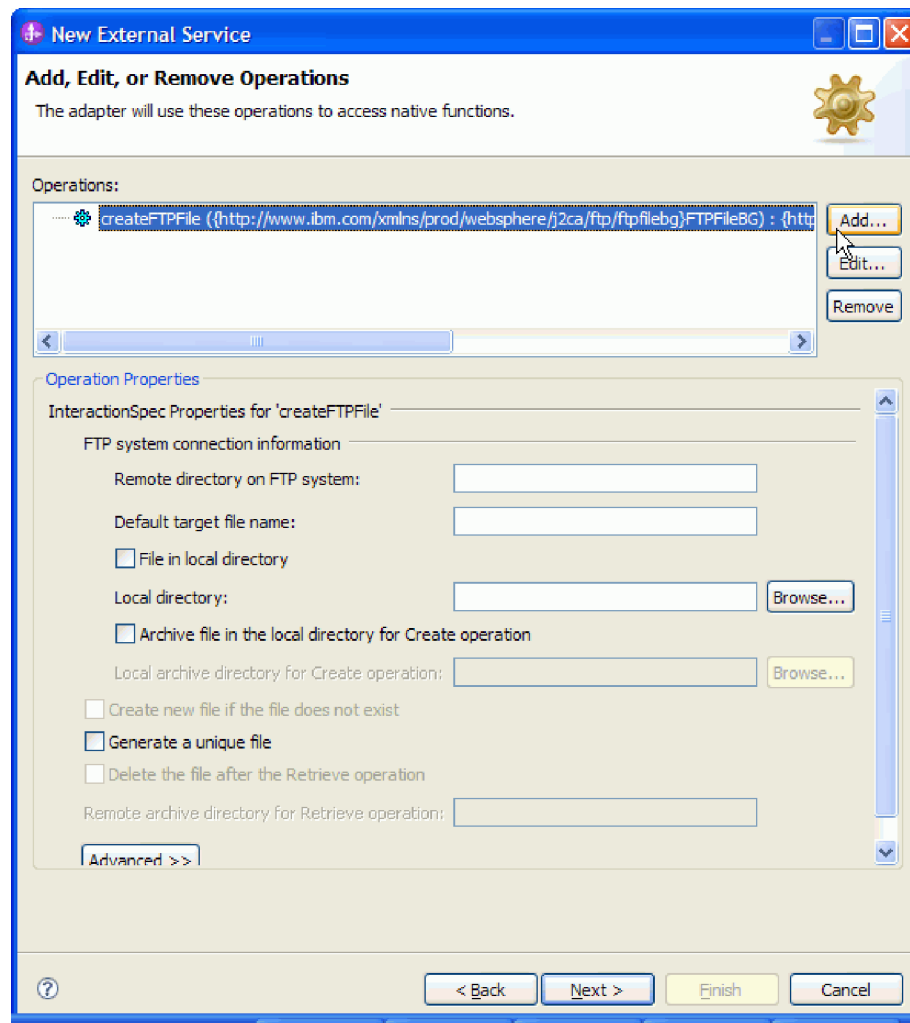 New External Service
Add, Edit, or Remove Operations
The adapter will use these operations to access native functions.
Operations:
createFTPFile ({http://www.ibm.com/xmlns/prod/websphere/j2ca/ftp/ftpfilebg}FTPFileBG) : {http
Add...
Edit...
Remove
Operation Properties
InteractionSpec Properties for 'createFTPFile'
FTP system connection information
Remote directory on FTP system:
Default target file name:
File in local directory
Local directory:
Browse...
Archive file in the local directory for Create operation
Local archive directory for Create operation:
Browse...
Create new file if the file does not exist
Generate a unique file
Delete the file after the Retrieve operation
Remote archive directory for Retrieve operation:
Advanced >>
?
< Back
Next >
Finish
Cancel